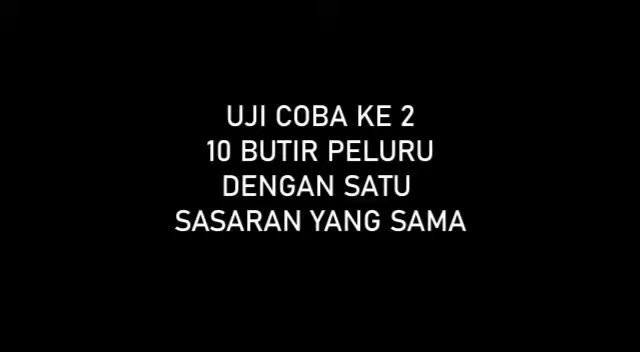 UJI COBA KE 2
10 BUTIR PELURU
DENGAN SATU
SASARAN YANG SAMA